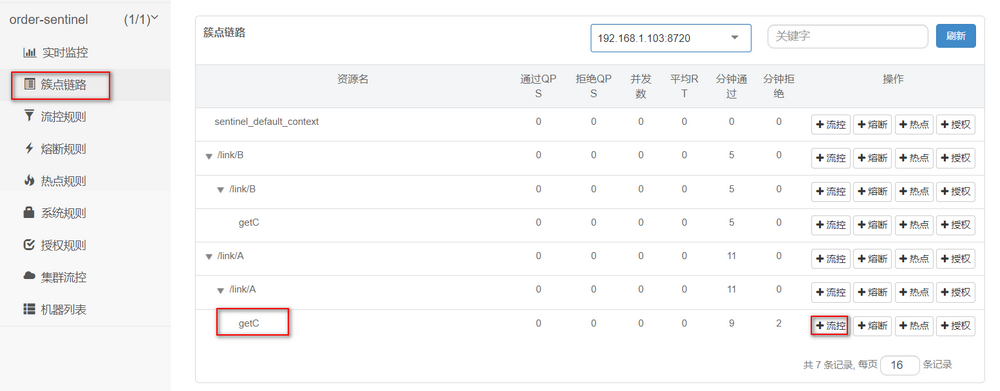 order-sentinel (1/1)
实时监控
簇点链路
流控规则
熔断规则
热点规则
系统规则
授权规则
集群流控
机器列表
簇点链路 192.168.1.103:8720 关键字 刷新
资源名 通过QPS 拒绝QPS 并发数 平均RT 分钟通过 分钟拒绝 操作
sentinel_default_context 0 0 0 0 0 0 流控 熔断 热点 授权
/link/B 0 0 0 0 5 0 流控 熔断 热点 授权
/link/B 0 0 0 0 5 0 流控 熔断 热点 授权
getC 0 0 0 0 5 0 流控 熔断 热点 授权
/link/A 0 0 0 0 11 0 流控 熔断 热点 授权
/link/A 0 0 0 0 11 0 流控 熔断 热点 授权
getC 0 0 0 0 9 2 流控 熔断 热点 授权
共 7 条记录, 每页 16 条记录